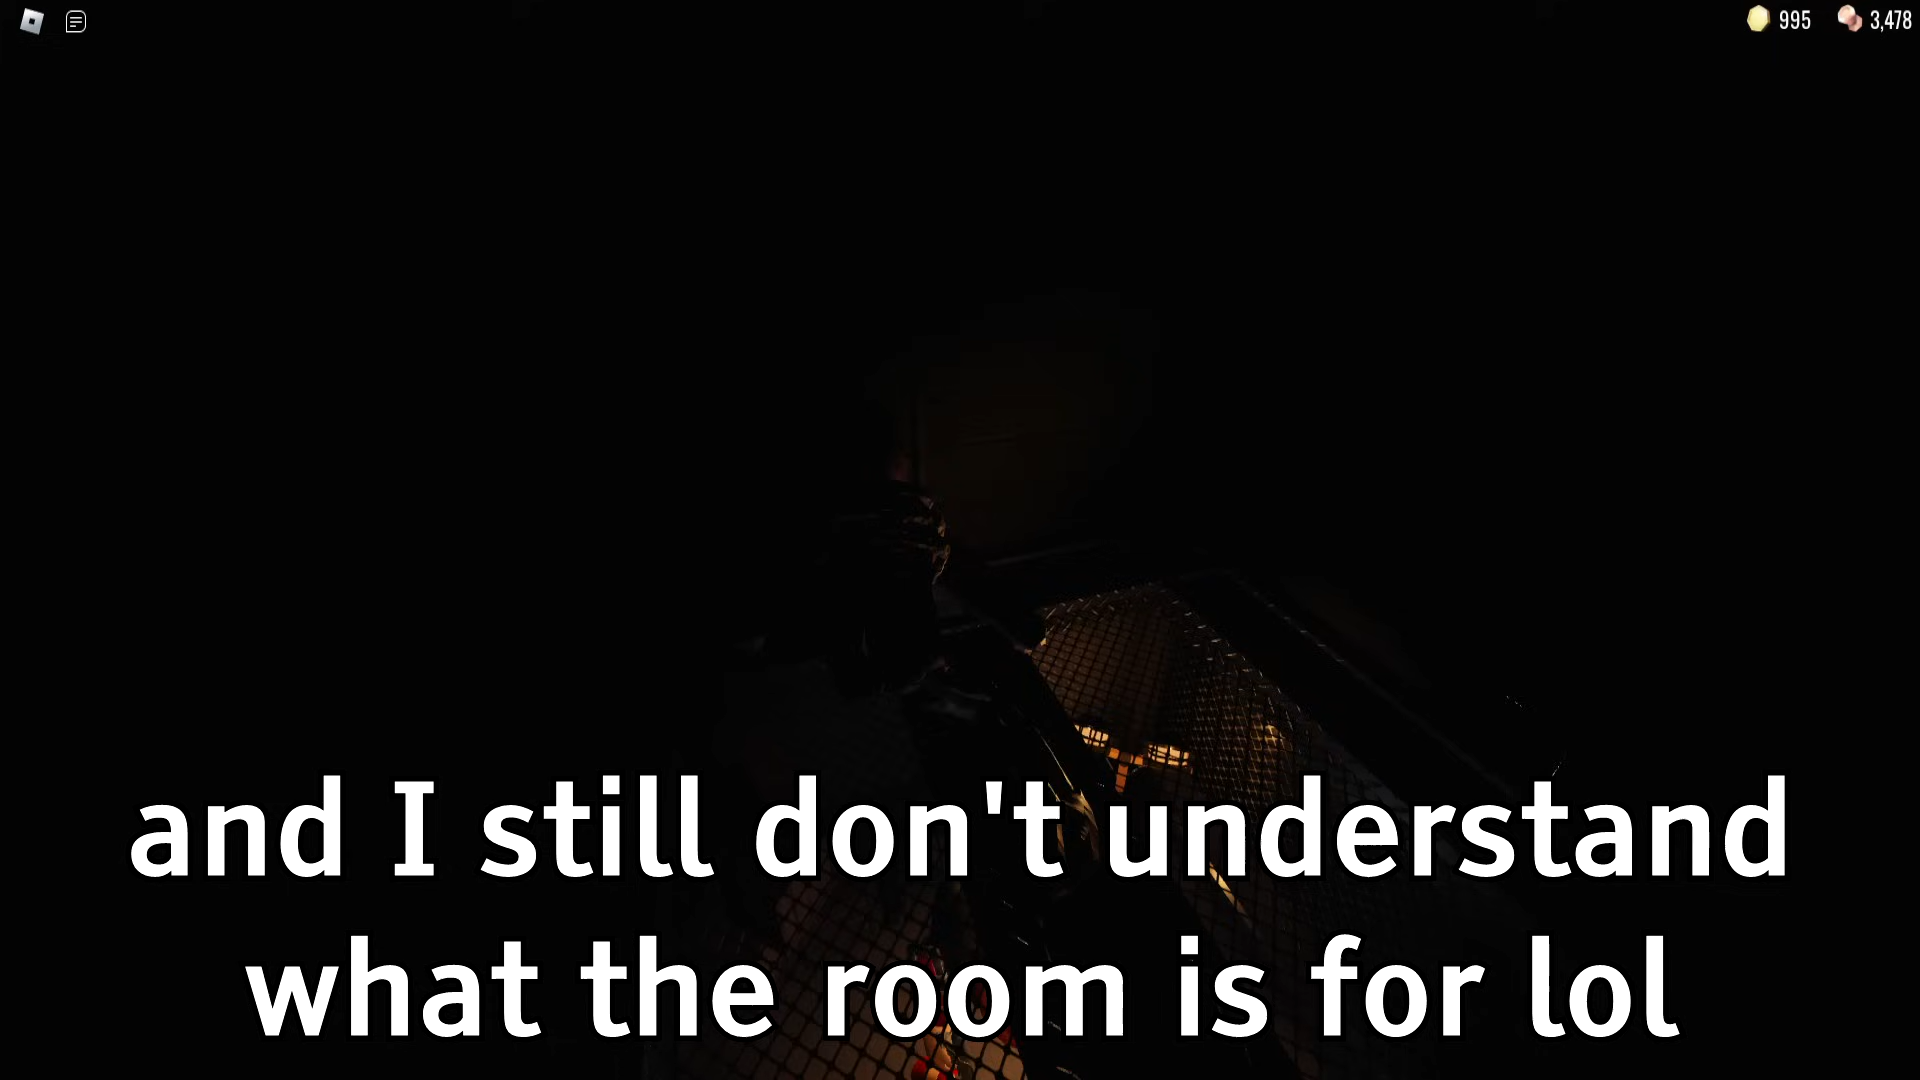 995 3,478
and I still don't understand
what the room is for lol